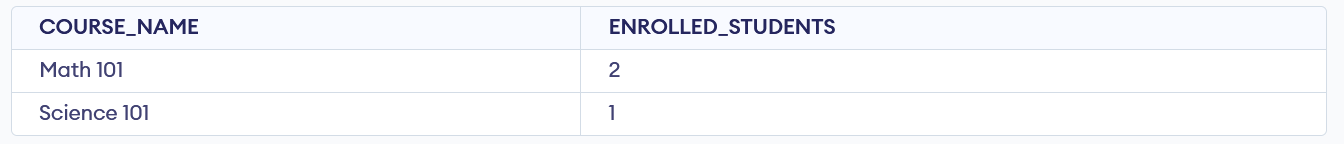 COURSE_NAME ENROLLED_STUDENTS
Math 101 2
Science 101 1